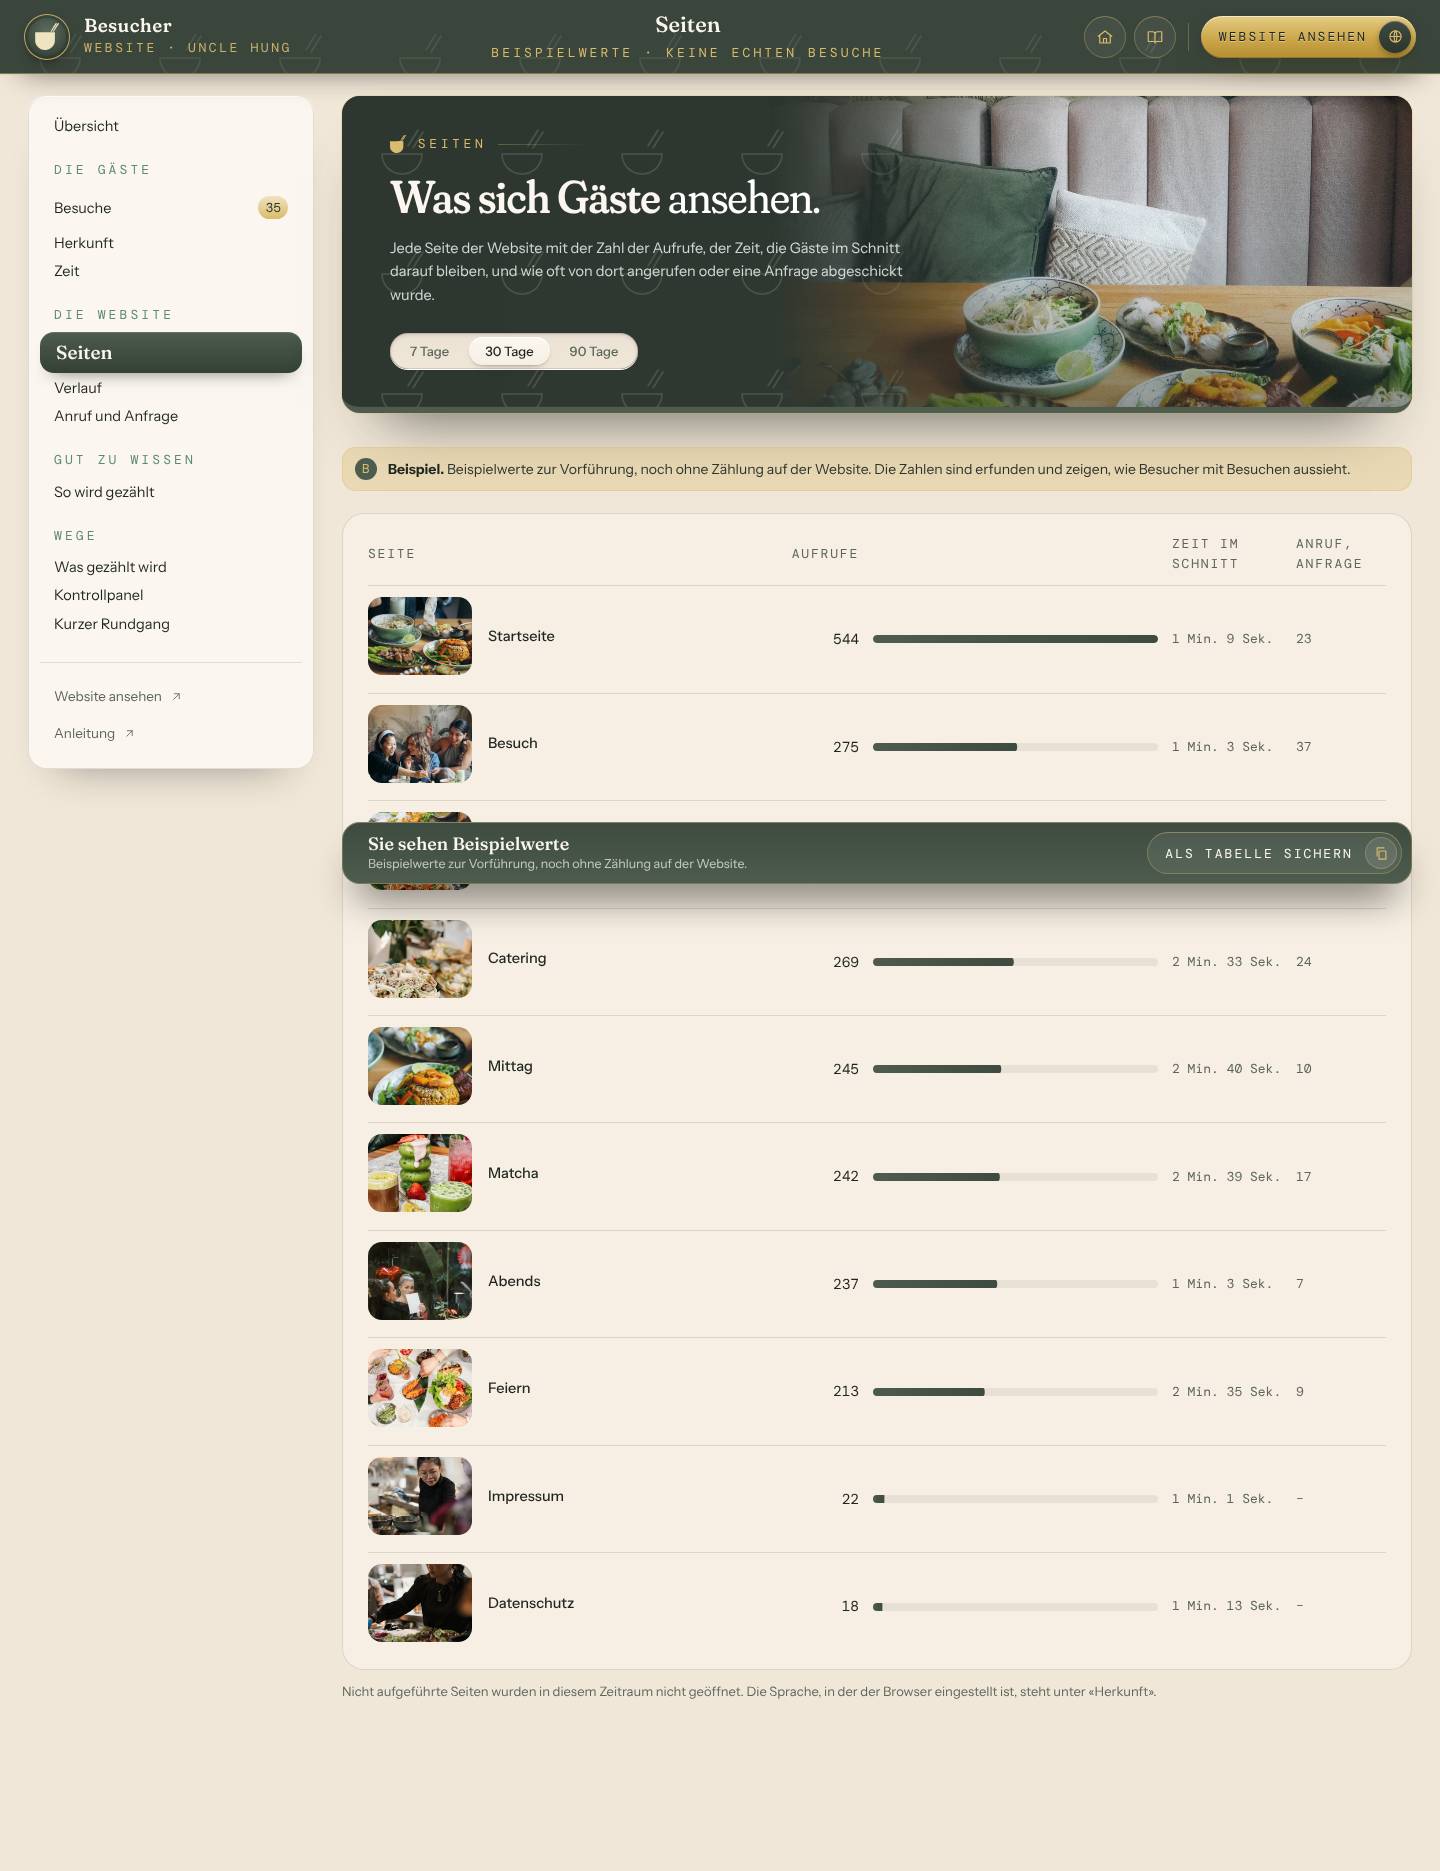 Besucher
WEBSITE · UNCLE HUNG
Seiten
BEISPIELWERTE · KEINE ECHTEN BESUCHE
WEBSITE ANSEHEN
Übersicht
DIE GÄSTE
Besuche 35
Herkunft
Zeit
DIE WEBSITE
Seiten
Verlauf
Anruf und Anfrage
GUT ZU WISSEN
So wird gezählt
WEGE
Was gezählt wird
Kontrollpanel
Kurzer Rundgang
Website ansehen
Anleitung
SEITEN
Was sich Gäste ansehen.
Jede Seite der Website mit der Zahl der Aufrufe, der Zeit, die Gäste im Schnitt
darauf bleiben, und wie oft von dort angerufen oder eine Anfrage abgeschickt
wurde.
7 Tage 30 Tage 90 Tage
B Beispiel. Beispielwerte zur Vorführung, noch ohne Zählung auf der Website. Die Zahlen sind erfunden und zeigen, wie Besucher mit Besuchen aussieht.
SEITE AUFRUFE ZEIT IM SCHNITT ANRUF, ANFRAGE
Startseite 544 1 Min. 9 Sek. 23
Besuch 275 1 Min. 3 Sek. 37
Sie sehen Beispielwerte
Beispielwerte zur Vorführung, noch ohne Zählung auf der Website.
ALS TABELLE SICHERN
Catering 269 2 Min. 33 Sek. 24
Mittag 245 2 Min. 40 Sek. 10
Matcha 242 2 Min. 39 Sek. 17
Abends 237 1 Min. 3 Sek. 7
Feiern 213 2 Min. 35 Sek. 9
Impressum 22 1 Min. 1 Sek. –
Datenschutz 18 1 Min. 13 Sek. –
Nicht aufgeführte Seiten wurden in diesem Zeitraum nicht geöffnet. Die Sprache, in der der Browser eingestellt ist, steht unter «Herkunft».